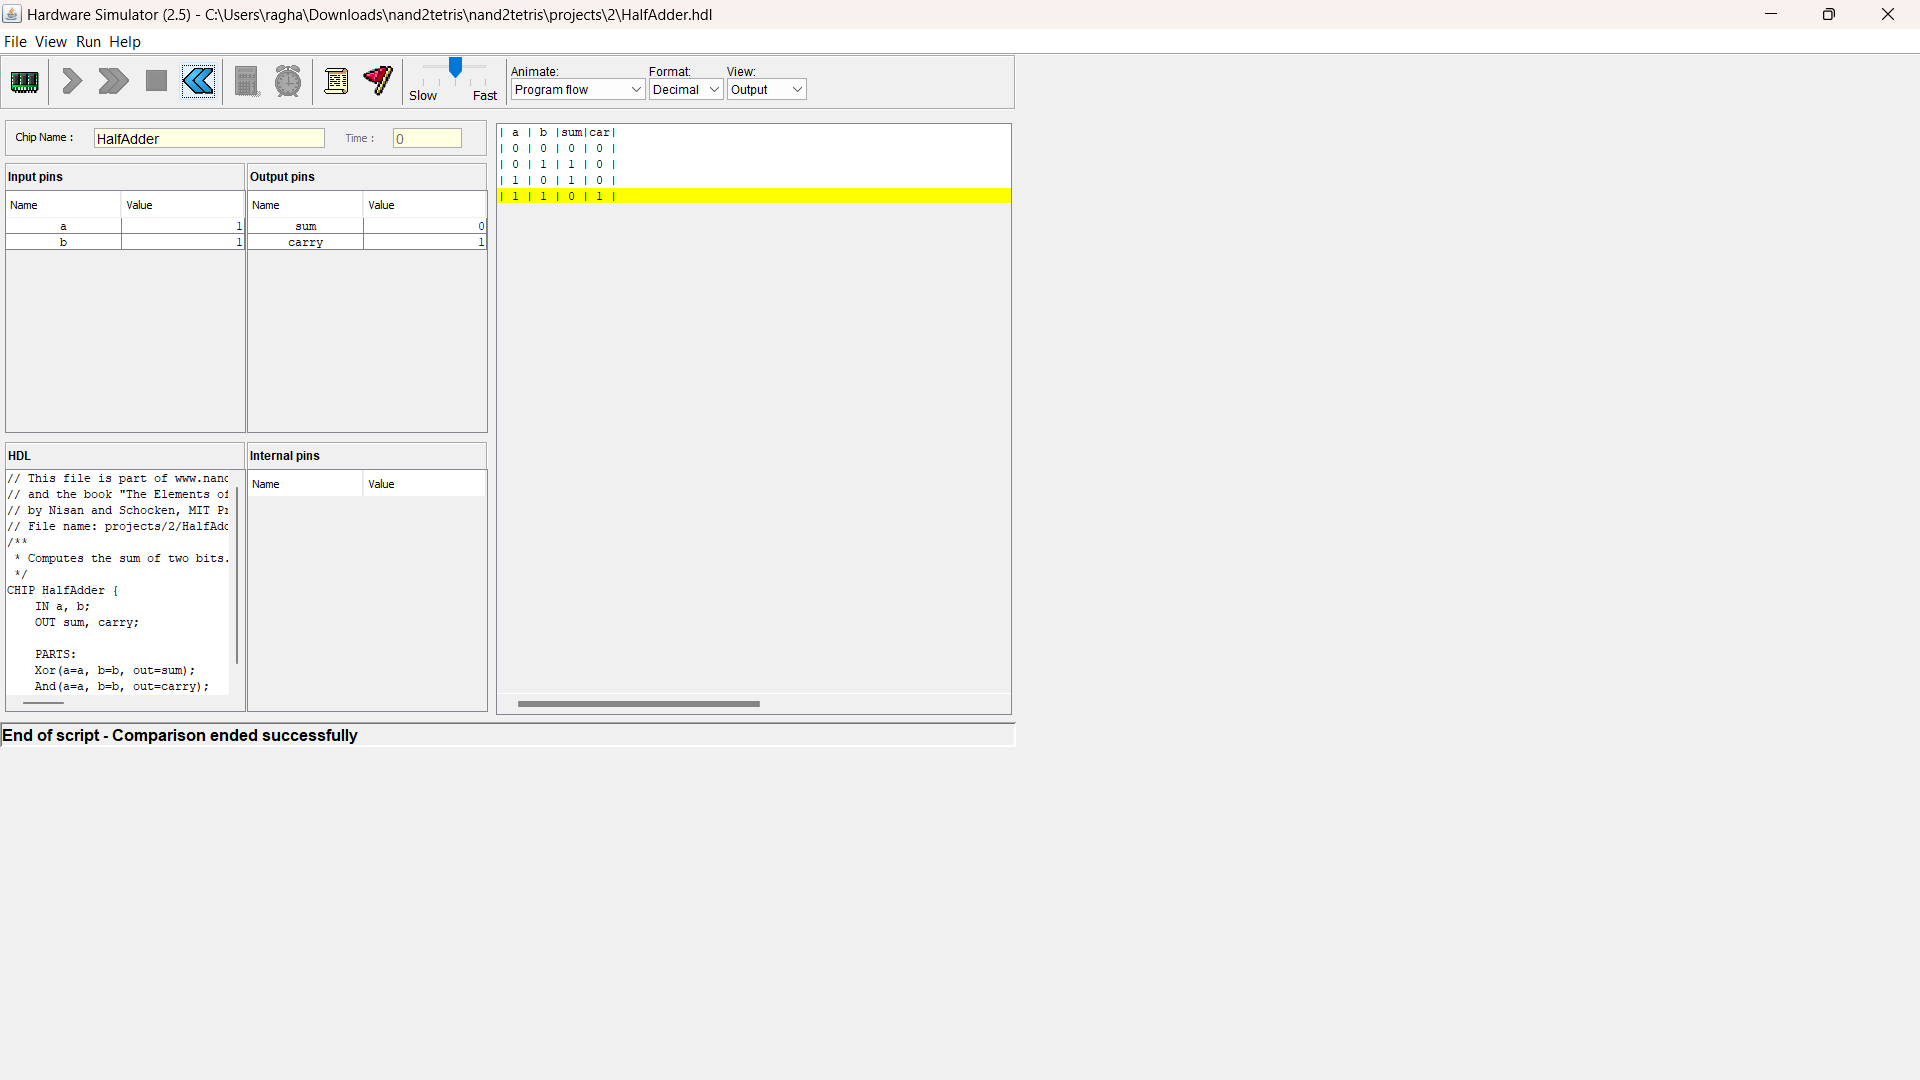 Hardware Simulator (2.5) - C:\Users\ragha\Downloads\nand2tetris\nand2tetris\projects\2\HalfAdder.hdl
File View Run Help
Animate: Format: View:
Slow Fast Program flow Decimal Output
Chip Name : HalfAdder Time : 0
Input pins
Name Value
a 1
b 1
Output pins
Name Value
sum 0
carry 1
| a | b |sum|car|
| 0 | 0 | 0 | 0 |
| 0 | 1 | 1 | 0 |
| 1 | 0 | 1 | 0 |
| 1 | 1 | 0 | 1 |
HDL
// This file is part of www.nand
// and the book "The Elements of
// by Nisan and Schocken, MIT Pr
// File name: projects/2/HalfAdd
/**
* Computes the sum of two bits.
*/
CHIP HalfAdder {
IN a, b;
OUT sum, carry;
PARTS:
Xor(a=a, b=b, out=sum);
And(a=a, b=b, out=carry);
Internal pins
Name Value
End of script - Comparison ended successfully